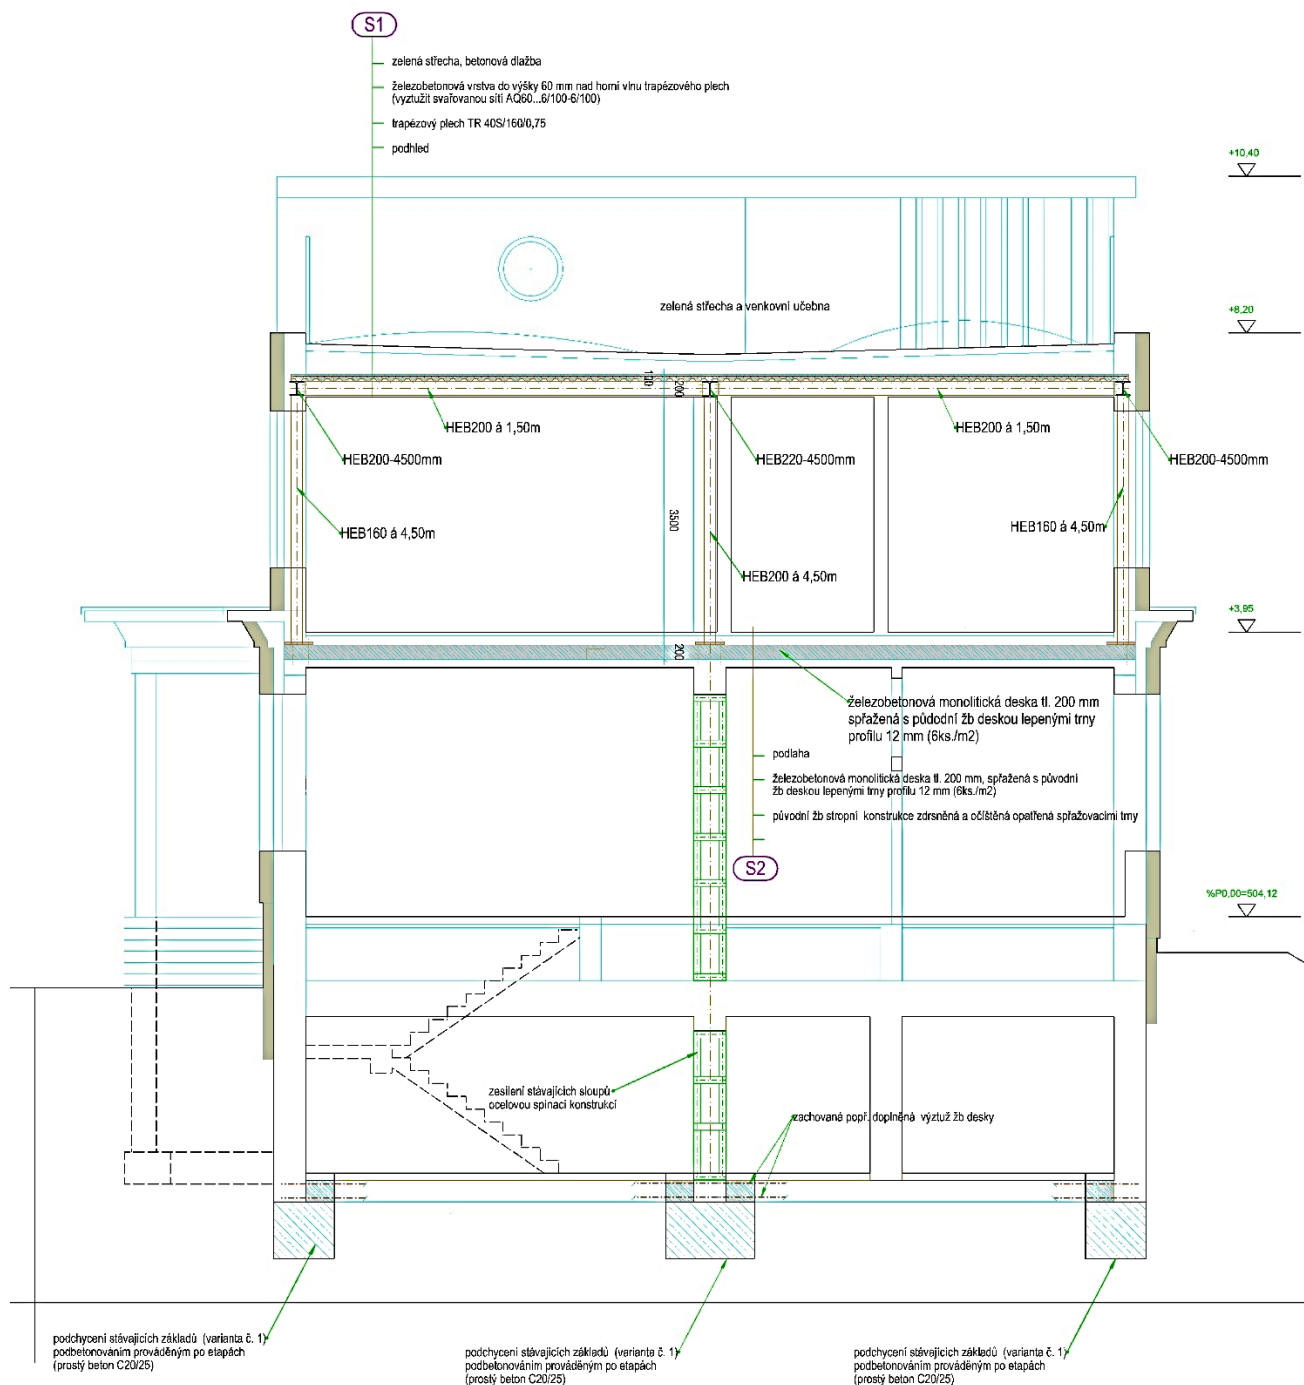 S1
zelená střecha, betonová dlažba
železobetonová vrstva do výšky 60 mm nad horní vlnu trapézového plech
(vyztužit svařovanou sítí AQ60...6/100-6/100)
trapézový plech TR 40S/160/0,75
podhled
+10,40
zelená střecha a venkovní učebna
+8,20
100
200
HEB200 á 1,50m
HEB200 á 1,50m
HEB200-4500mm
HEB220-4500mm
HEB200-4500mm
3500
HEB160 á 4,50m
HEB160 á 4,50m
HEB200 á 4,50m
+3,95
200
železobetonová monolitická deska tl. 200 mm
spřažená s půdodní žb deskou lepenými trny
profilu 12 mm (6ks./m2)
podlaha
železobetonová monolitická deska tl. 200 mm, spřažená s původní
žb deskou lepenými trny profilu 12 mm (6ks./m2)
původní žb stropní konstrukce zdrsněná a očištěná opatřená spřažovacími trny
S2
%P0,00=504,12
zesílení stávajících sloupů
ocelovou spínací konstrukcí
zachovaná popř. doplněná výztuž žb desky
podchycení stávajících základů (varianta č. 1)
podbetonováním prováděným po etapách
(prostý beton C20/25)
podchycení stávajících základů (varianta č. 1)
podbetonováním prováděným po etapách
(prostý beton C20/25)
podchycení stávajících základů (varianta č. 1)
podbetonováním prováděným po etapách
(prostý beton C20/25)